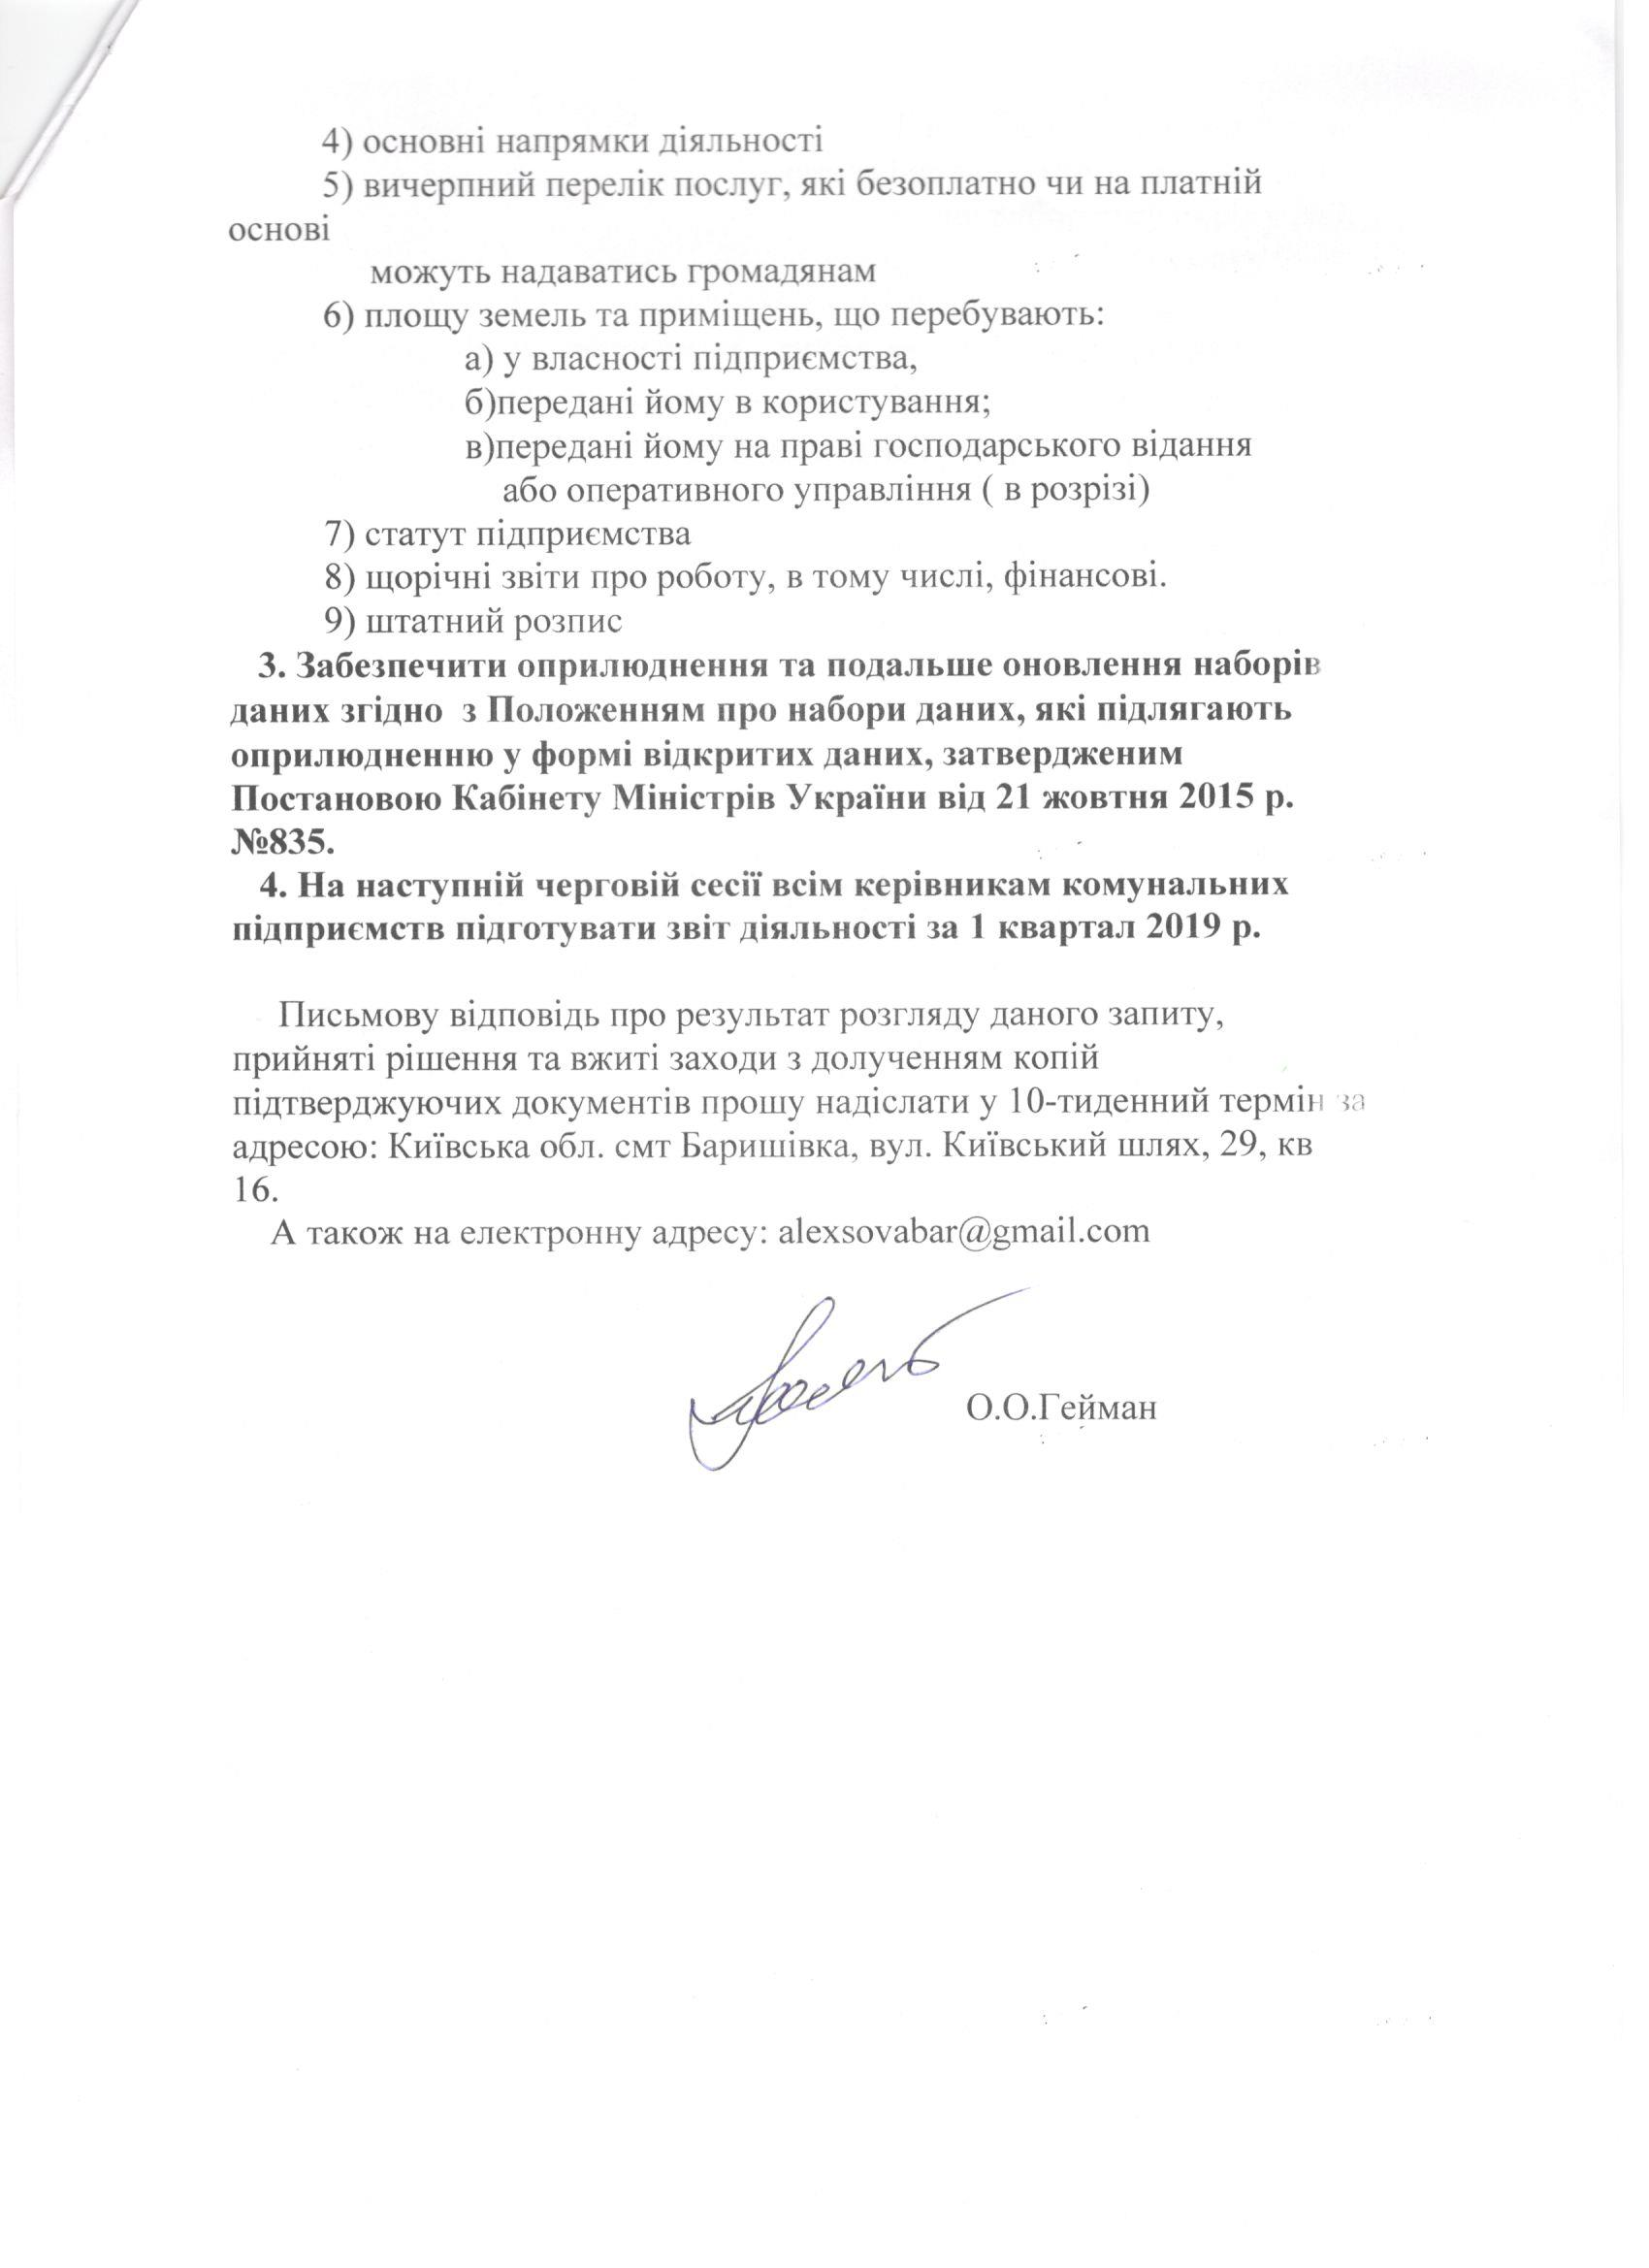 4) основні напрямки діяльності
5) вичерпний перелік послуг, які безоплатно чи на платній
основі
можуть надаватись громадянам
6) площу земель та приміщень, що перебувають:
а) у власності підприємства,
б)передані йому в користування;
в)передані йому на праві господарського відання
або оперативного управління ( в розрізі)
7) статут підприємства
8) щорічні звіти про роботу, в тому числі, фінансові.
9) штатний розпис
3. Забезпечити оприлюднення та подальше оновлення наборів
даних згідно  з Положенням про набори даних, які підлягають
оприлюдненню у формі відкритих даних, затвердженим
Постановою Кабінету Міністрів України від 21 жовтня 2015 р.
№835.
4. На наступній черговій сесії всім керівникам комунальних
підприємств підготувати звіт діяльності за 1 квартал 2019 р.
Письмову відповідь про результат розгляду даного запиту,
прийняті рішення та вжиті заходи з долученням копій
підтверджуючих документів прошу надіслати у 10-тиденний термін за
адресою: Київська обл. смт Баришівка, вул. Київський шлях, 29, кв
16.
А також на електронну адресу: alexsovabar@gmail.com
О.О.Гейман